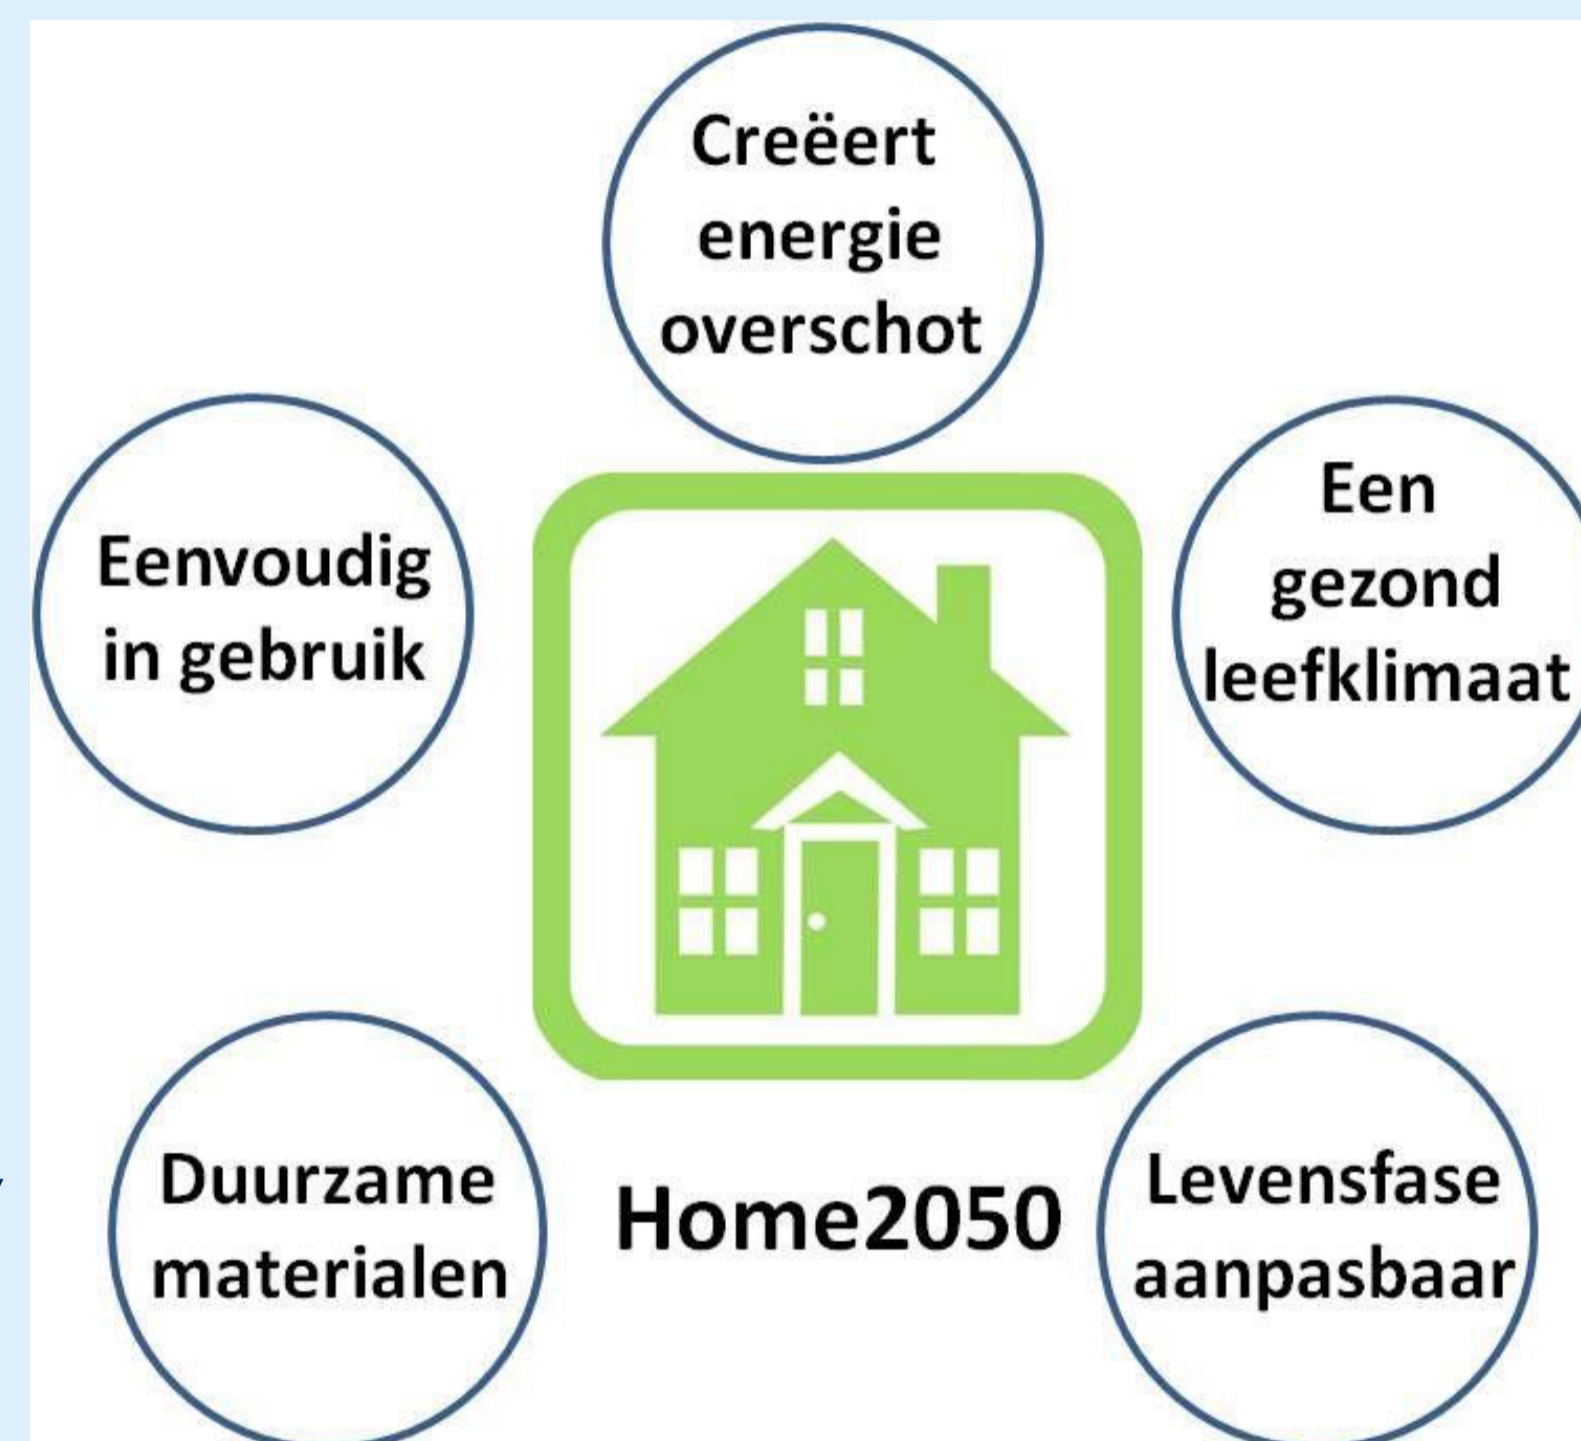 Creëert
energie
overschot
Eenvoudig
in gebruik
Een
gezond
leefklimaat
Duurzame
materialen
Home2050
Levensfase
aanpasbaar